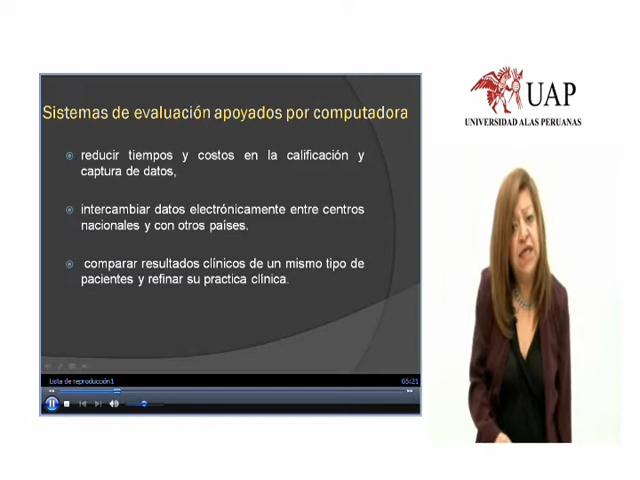 Sistemas de evaluación apoyados por computadora
reducir tiempos y costos en la calificación y
captura de datos,
intercambiar datos electrónicamente entre centros
nacionales y con otros países.
comparar resultados clínicos de un mismo tipo de
pacientes y refinar su practica clínica.
Lista de reproducción1
05:21
UAP
UNIVERSIDAD ALAS PERUANAS